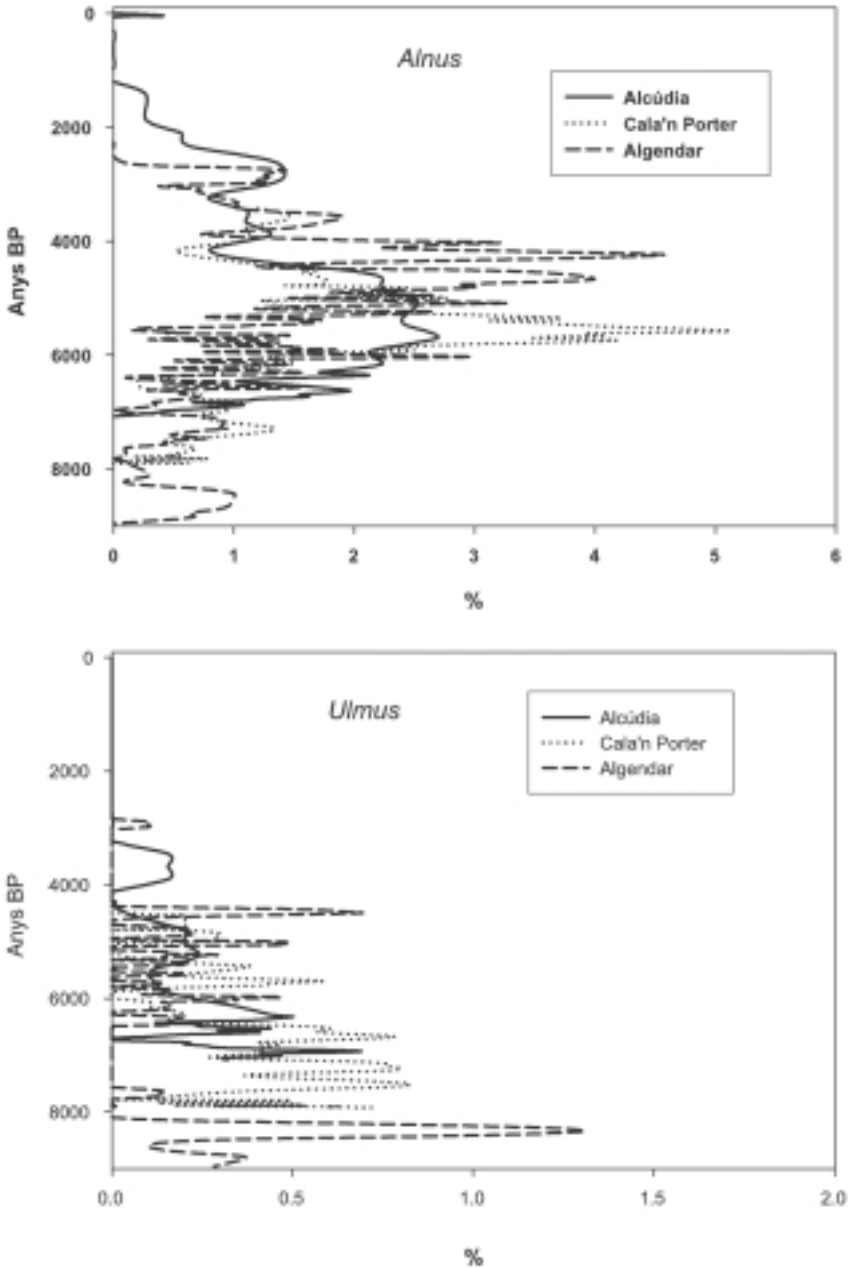 Alnus
Alcúdia
Cala'n Porter
Algendar
0
2000
4000
6000
8000
Anys BP
0 1 2 3 4 5 6
%
Ulmus
Alcúdia
Cala'n Porter
Algendar
0
2000
4000
6000
8000
Anys BP
0.0 0.5 1.0 1.5 2.0
%